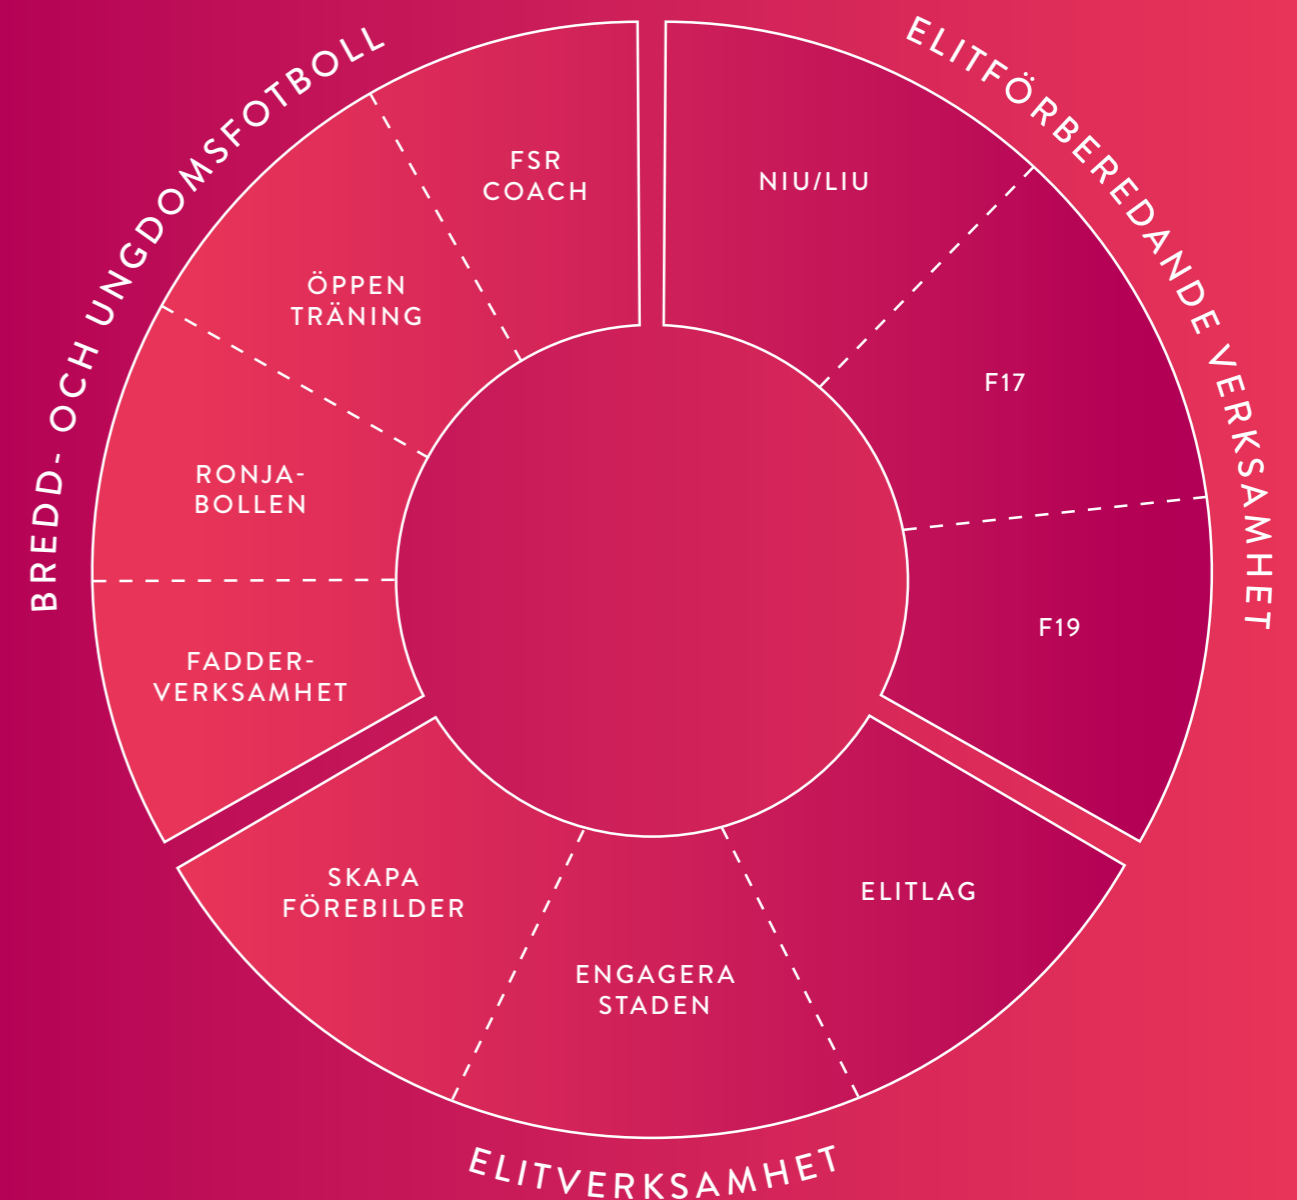 BREDD- OCH UNGDOMSFOTBOLL
FSR
COACH
ÖPPEN
TRÄNING
RONJA-
BOLLEN
FADDER-
VERKSAMHET
ELITFÖRBEREDANDE VERKSAMHET
NIU/LIU
F17
F19
SKAPA
FÖREBILDER
ENGAGERA
STADEN
ELITLAG
ELITVERKSAMHET